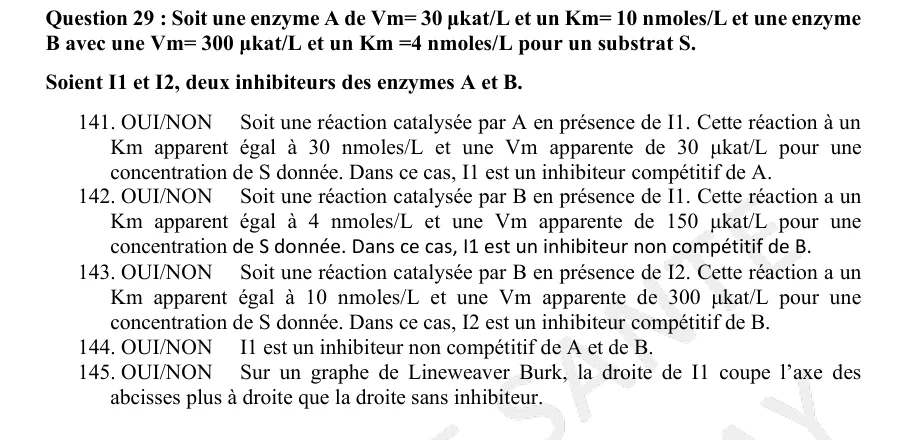 Question 29 : Soit une enzyme A de Vm= 30 μkat/L et un Km= 10 nmoles/L et une enzyme
B avec une Vm= 300 μkat/L et un Km =4 nmoles/L pour un substrat S.
Soient I1 et I2, deux inhibiteurs des enzymes A et B.
141. OUI/NON Soit une réaction catalysée par A en présence de I1. Cette réaction à un
Km apparent égal à 30 nmoles/L et une Vm apparente de 30 μkat/L pour une
concentration de S donnée. Dans ce cas, I1 est un inhibiteur compétitif de A.
142. OUI/NON Soit une réaction catalysée par B en présence de I1. Cette réaction a un
Km apparent égal à 4 nmoles/L et une Vm apparente de 150 μkat/L pour une
concentration de S donnée. Dans ce cas, I1 est un inhibiteur non compétitif de B.
143. OUI/NON Soit une réaction catalysée par B en présence de I2. Cette réaction a un
Km apparent égal à 10 nmoles/L et une Vm apparente de 300 μkat/L pour une
concentration de S donnée. Dans ce cas, I2 est un inhibiteur compétitif de B.
144. OUI/NON I1 est un inhibiteur non compétitif de A et de B.
145. OUI/NON Sur un graphe de Lineweaver Burk, la droite de I1 coupe l'axe des
abcisses plus à droite que la droite sans inhibiteur.
SANTE